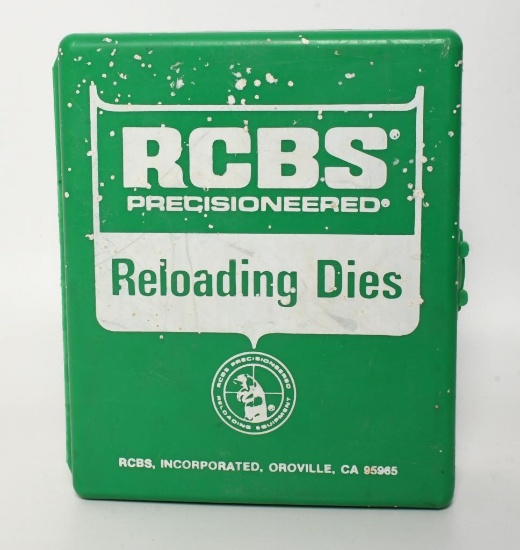 RCBS®
PRECISIONEERED®
Reloading Dies
RCBS PRECISIONEERED
®
RELOADING EQUIPMENT
RCBS, INCORPORATED, OROVILLE, CA 95965